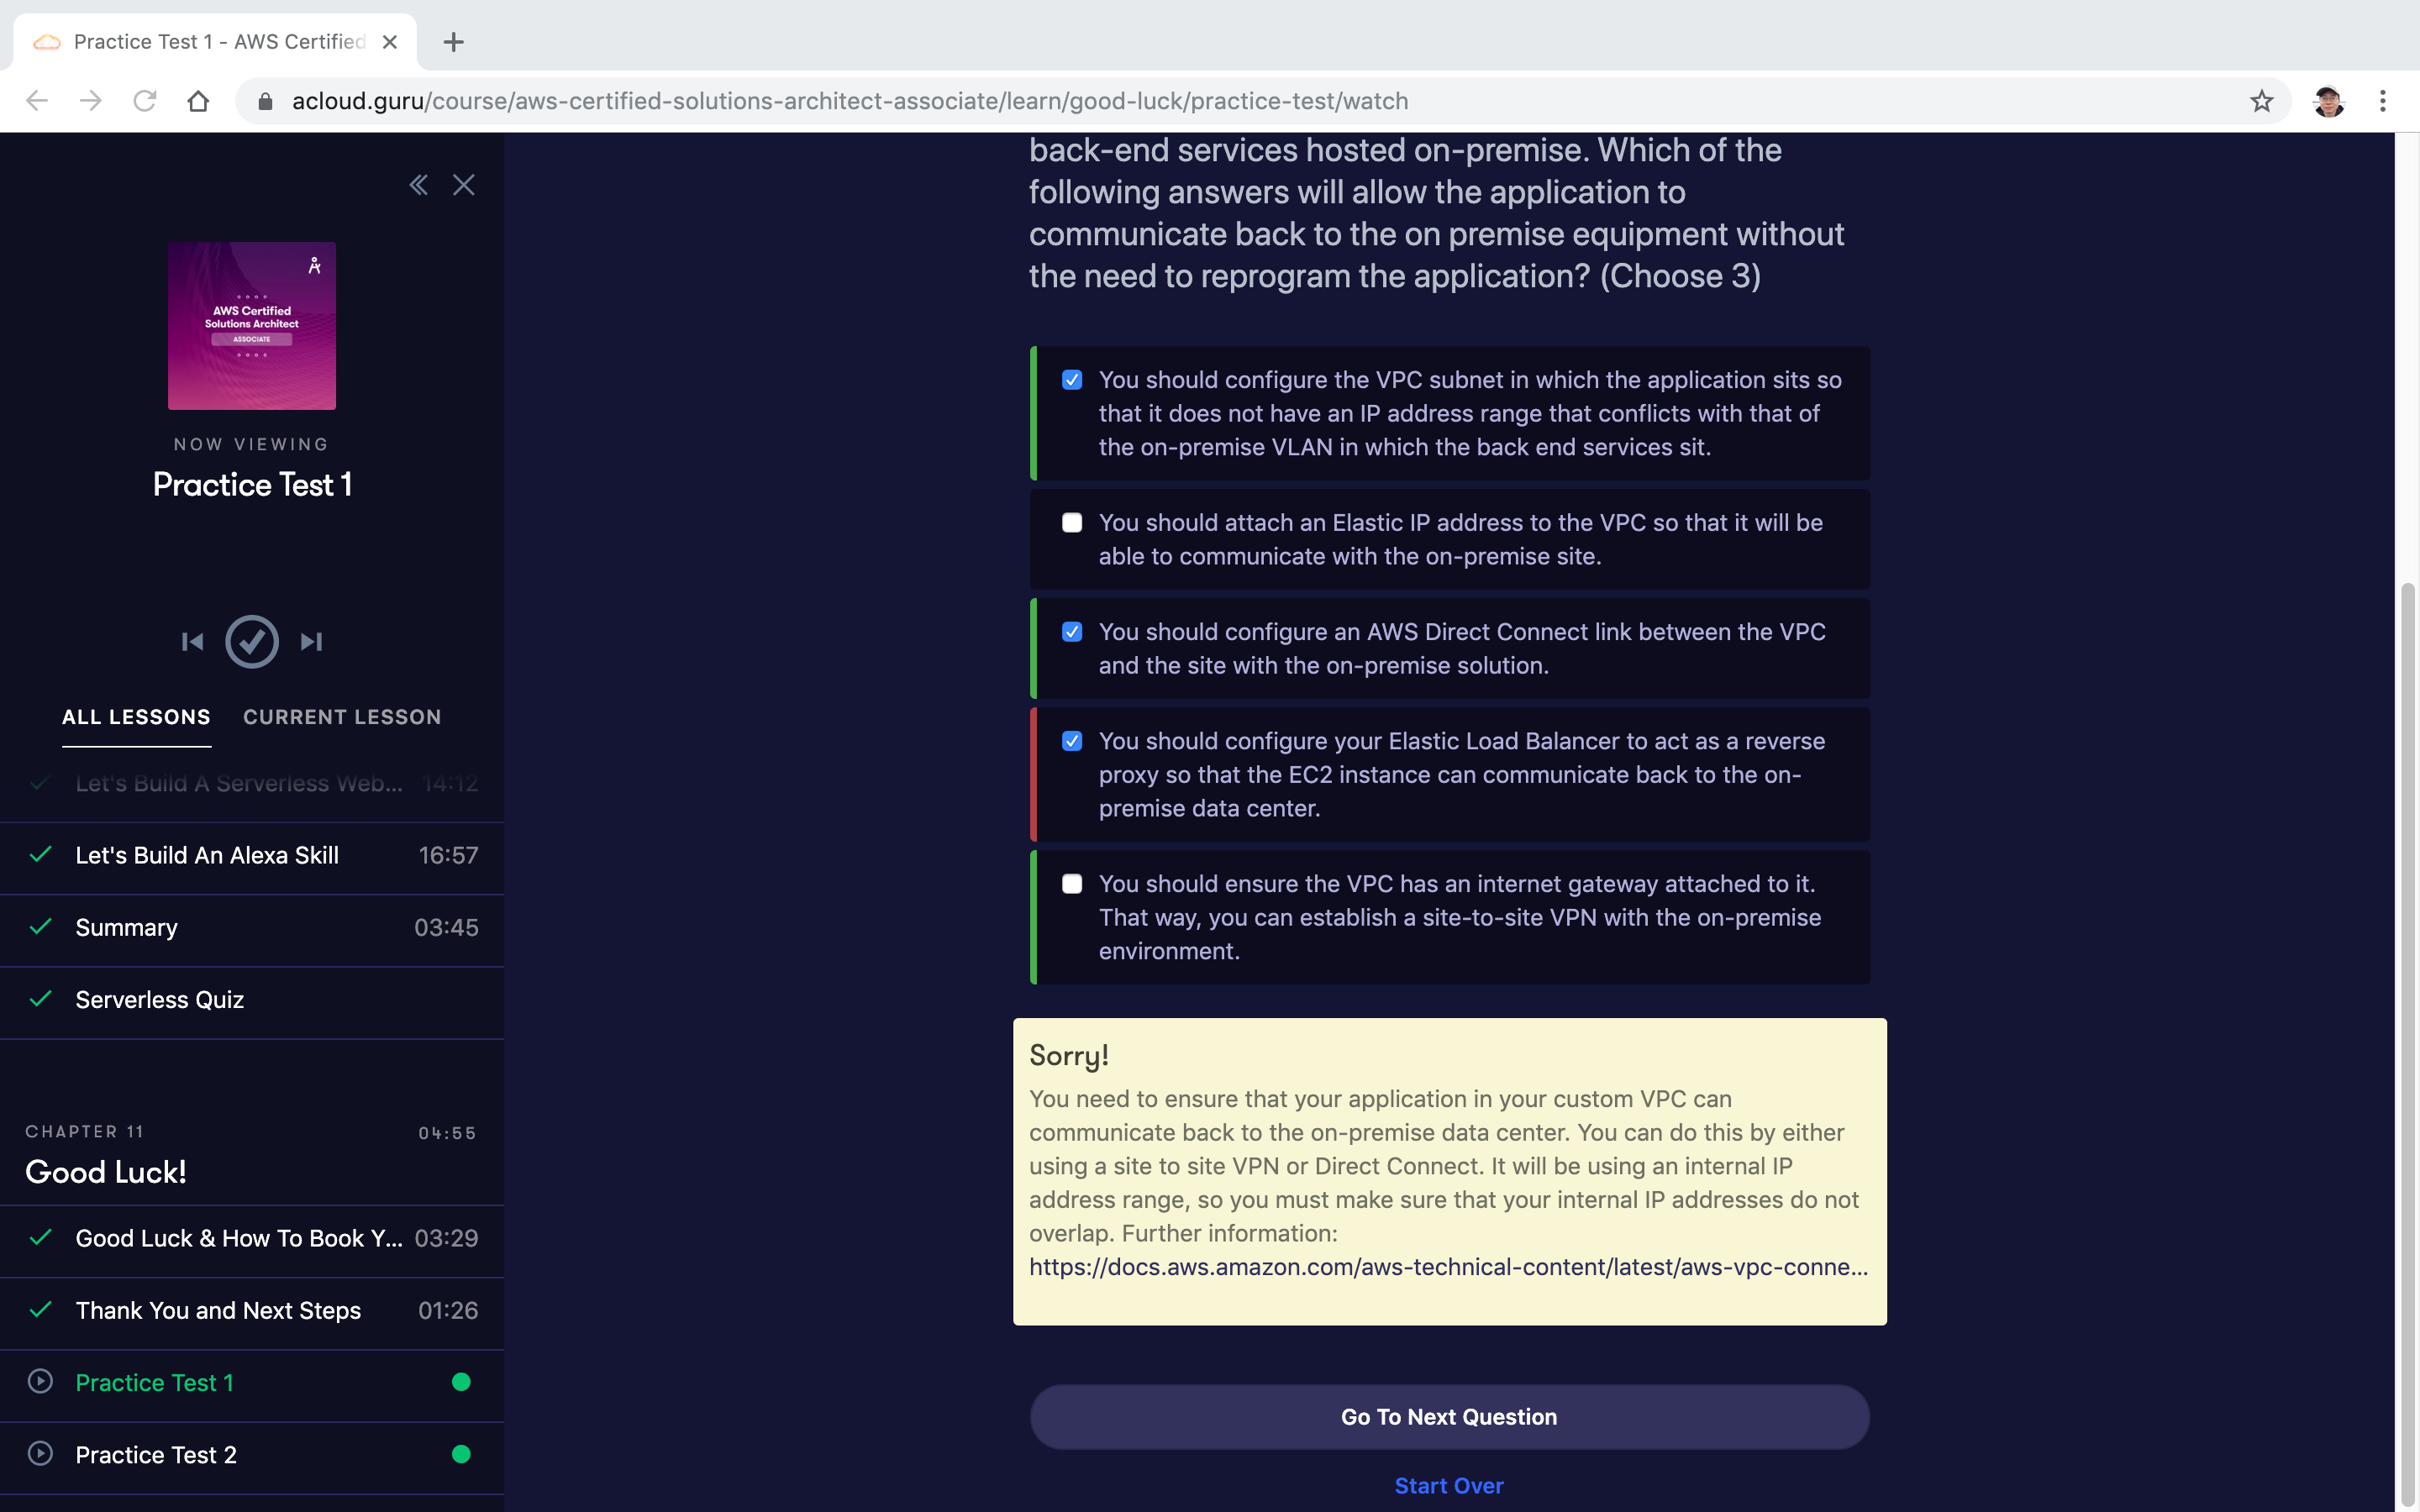 Practice Test 1 - AWS Certified
acloud.guru/course/aws-certified-solutions-architect-associate/learn/good-luck/practice-test/watch
AWS Certified
Solutions Architect
ASSOCIATE
NOW VIEWING
Practice Test 1
ALL LESSONS
CURRENT LESSON
Let's Build A Serverless Web... 14:12
Let's Build An Alexa Skill 16:57
Summary 03:45
Serverless Quiz
CHAPTER 11 04:55
Good Luck!
Good Luck & How To Book Y... 03:29
Thank You and Next Steps 01:26
Practice Test 1
Practice Test 2
back-end services hosted on-premise. Which of the
following answers will allow the application to
communicate back to the on premise equipment without
the need to reprogram the application? (Choose 3)
You should configure the VPC subnet in which the application sits so
that it does not have an IP address range that conflicts with that of
the on-premise VLAN in which the back end services sit.
You should attach an Elastic IP address to the VPC so that it will be
able to communicate with the on-premise site.
You should configure an AWS Direct Connect link between the VPC
and the site with the on-premise solution.
You should configure your Elastic Load Balancer to act as a reverse
proxy so that the EC2 instance can communicate back to the on-
premise data center.
You should ensure the VPC has an internet gateway attached to it.
That way, you can establish a site-to-site VPN with the on-premise
environment.
Sorry!
You need to ensure that your application in your custom VPC can
communicate back to the on-premise data center. You can do this by either
using a site to site VPN or Direct Connect. It will be using an internal IP
address range, so you must make sure that your internal IP addresses do not
overlap. Further information:
https://docs.aws.amazon.com/aws-technical-content/latest/aws-vpc-conne...
Go To Next Question
Start Over